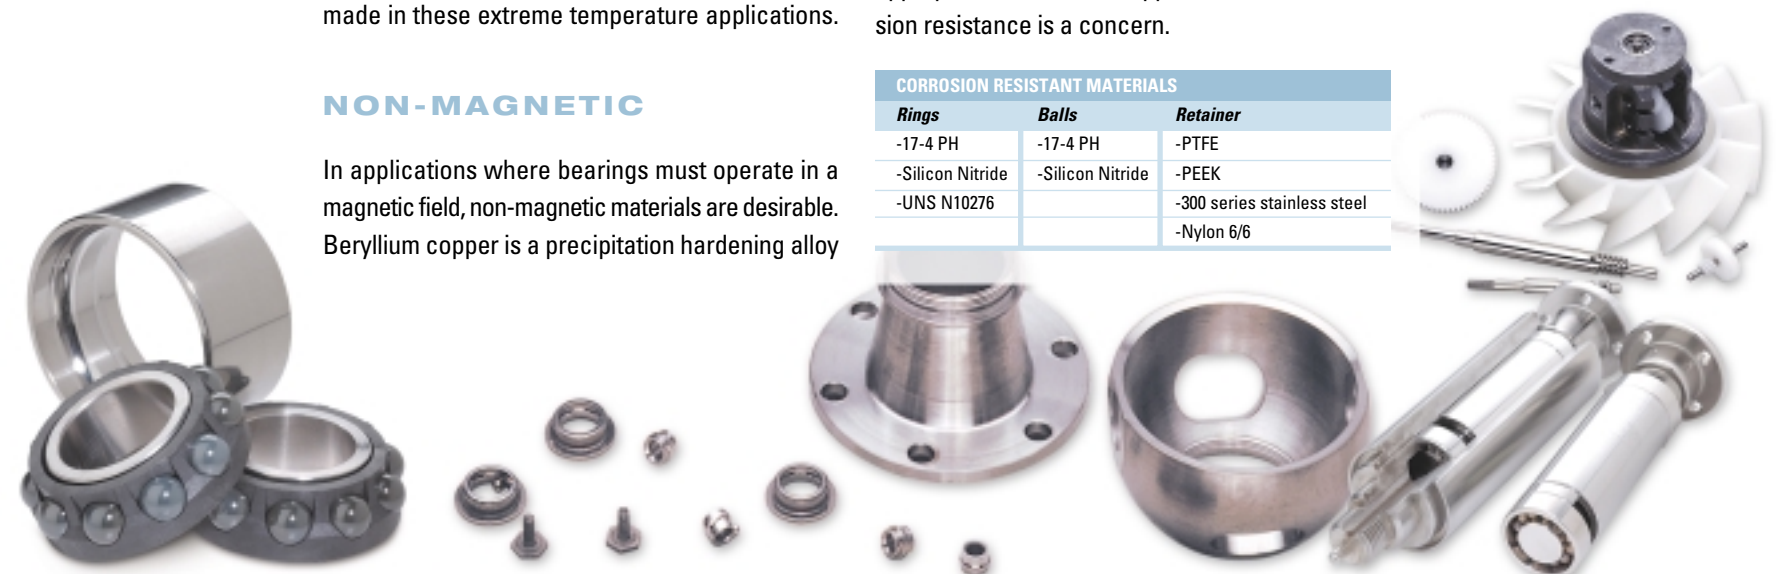 made in these extreme temperature applications.
NON-MAGNETIC
In applications where bearings must operate in a
magnetic field, non-magnetic materials are desirable.
Beryllium copper is a precipitation hardening alloy
sion resistance is a concern.
CORROSION RESISTANT MATERIALS
Rings Balls Retainer
-17-4 PH -17-4 PH -PTFE
-Silicon Nitride -Silicon Nitride -PEEK
-UNS N10276 -300 series stainless steel
-Nylon 6/6